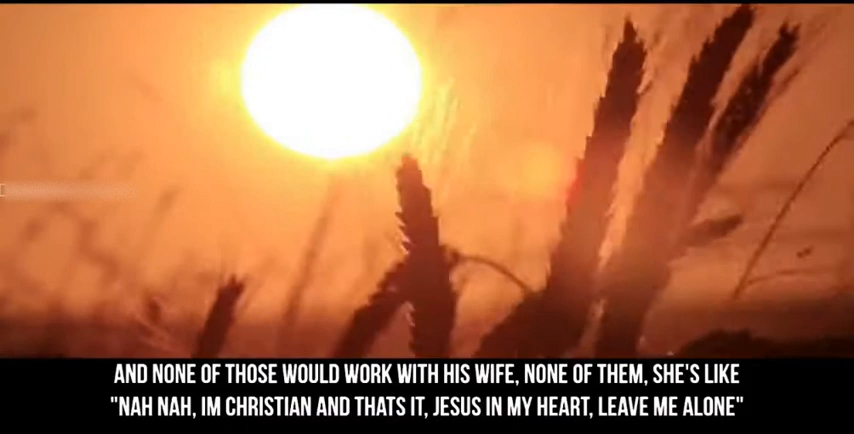 AND NONE OF THOSE WOULD WORK WITH HIS WIFE, NONE OF THEM, SHE'S LIKE
"NAH NAH, IM CHRISTIAN AND THATS IT, JESUS IN MY HEART, LEAVE ME ALONE"